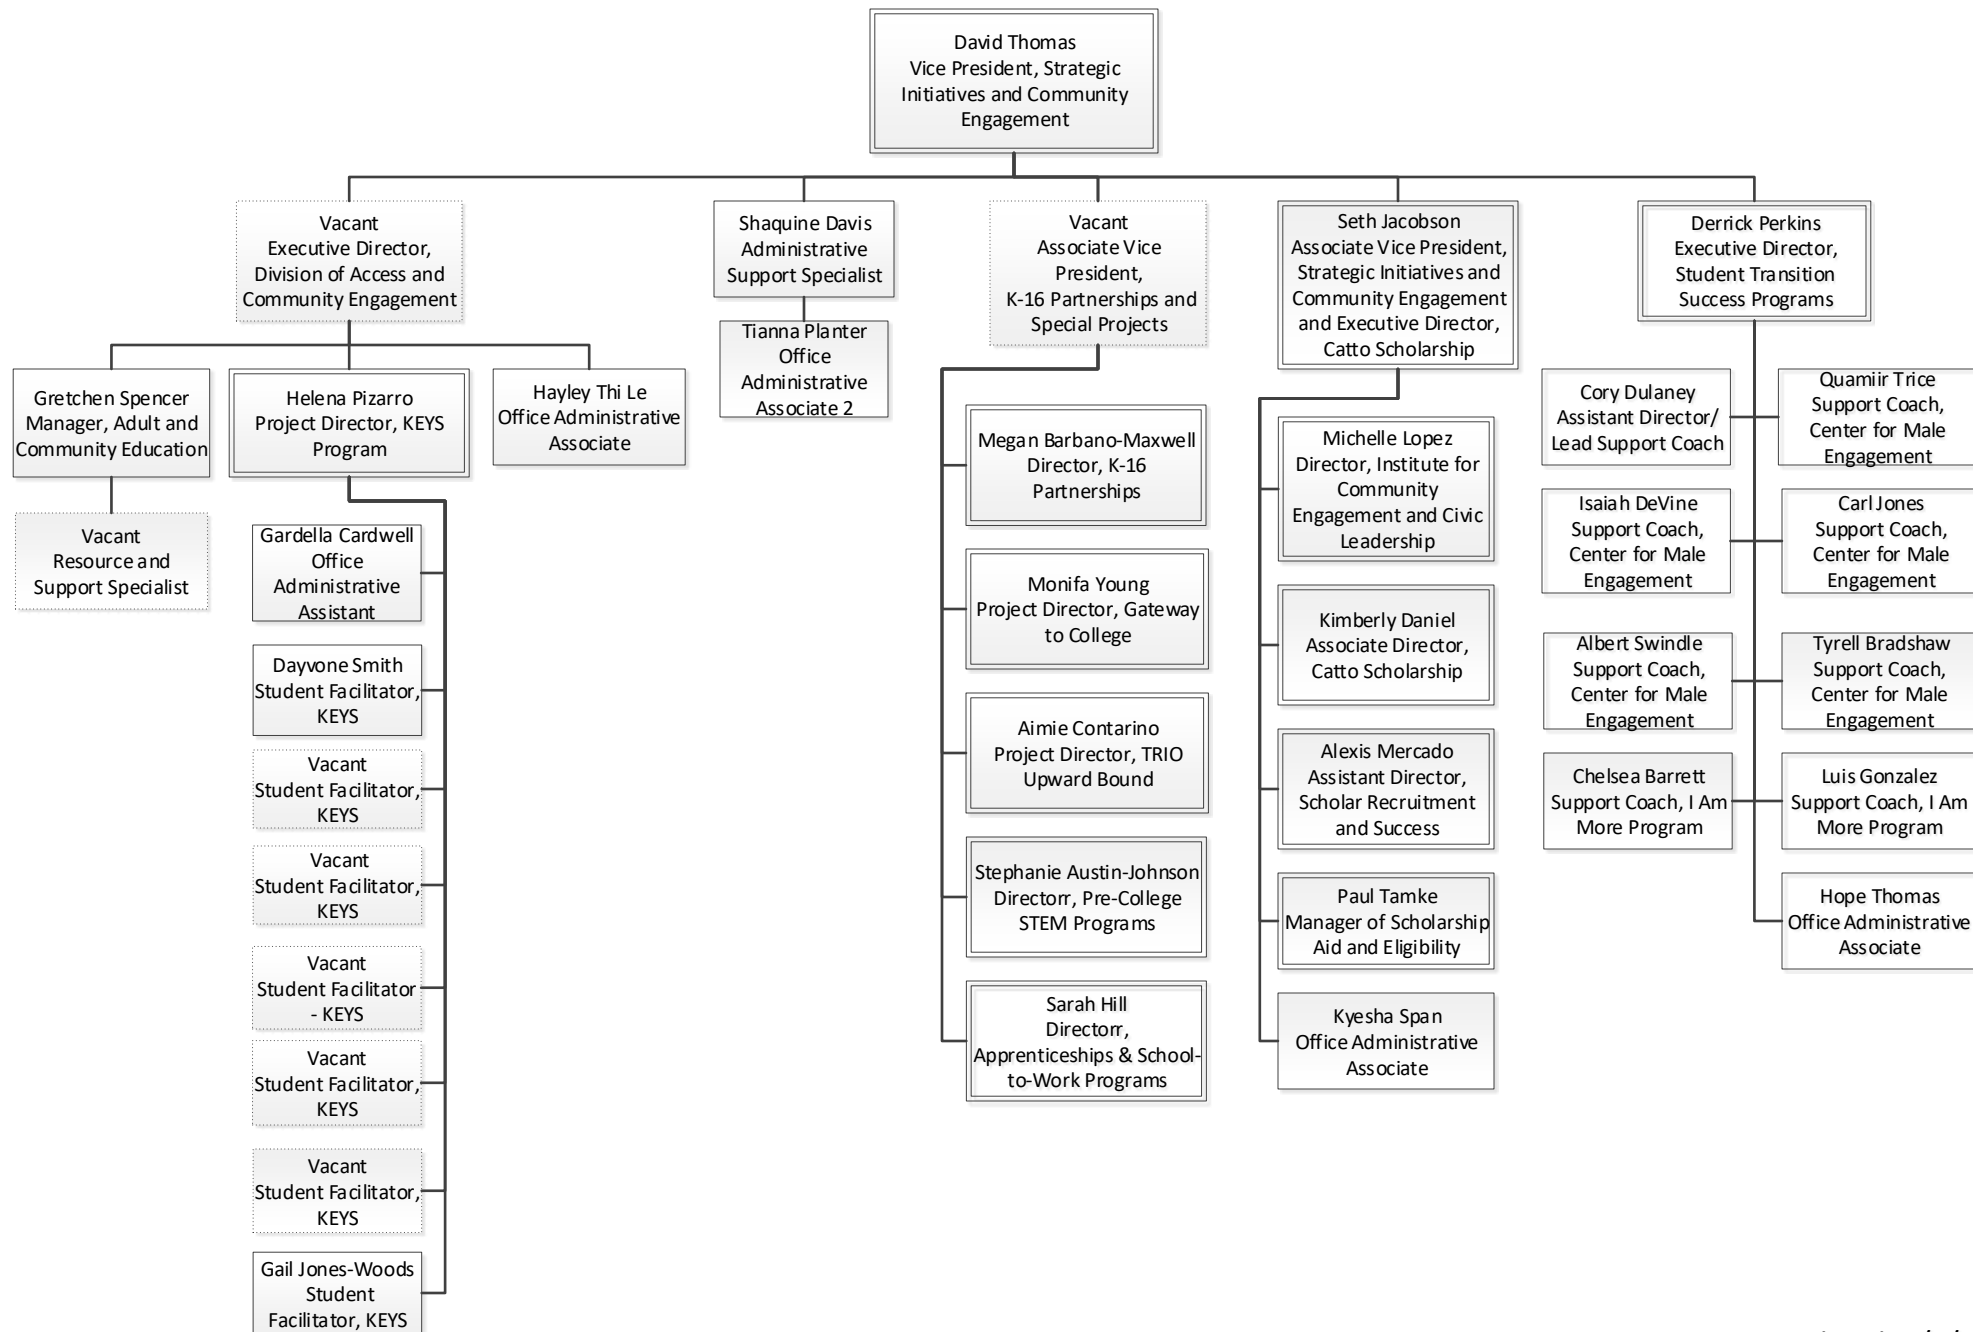 David Thomas
Vice President, Strategic
Initiatives and Community
Engagement
Vacant
Executive Director,
Division of Access and
Community Engagement
Shaquine Davis
Administrative
Support Specialist
Tianna Planter
Office
Administrative
Associate 2
Vacant
Associate Vice
President,
K-16 Partnerships and
Special Projects
Seth Jacobson
Associate Vice President,
Strategic Initiatives and
Community Engagement
and Executive Director,
Catto Scholarship
Derrick Perkins
Executive Director,
Student Transition
Success Programs
Gretchen Spencer
Manager, Adult and
Community Education
Vacant
Resource and
Support Specialist
Helena Pizarro
Project Director, KEYS
Program
Hayley Thi Le
Office Administrative
Associate
Gardella Cardwell
Office
Administrative
Assistant
Dayvone Smith
Student Facilitator,
KEYS
Vacant
Student Facilitator,
KEYS
Vacant
Student Facilitator,
KEYS
Vacant
Student Facilitator
- KEYS
Vacant
Student Facilitator,
KEYS
Vacant
Student Facilitator,
KEYS
Gail Jones-Woods
Student
Facilitator, KEYS
Megan Barbano-Maxwell
Director, K-16
Partnerships
Monifa Young
Project Director, Gateway
to College
Aimie Contarino
Project Director, TRIO
Upward Bound
Stephanie Austin-Johnson
Directorr, Pre-College
STEM Programs
Sarah Hill
Directorr,
Apprenticeships & School-
to-Work Programs
Michelle Lopez
Director, Institute for
Community
Engagement and Civic
Leadership
Kimberly Daniel
Associate Director,
Catto Scholarship
Alexis Mercado
Assistant Director,
Scholar Recruitment
and Success
Paul Tamke
Manager of Scholarship
Aid and Eligibility
Kyesha Span
Office Administrative
Associate
Cory Dulaney
Assistant Director/
Lead Support Coach
Quamiir Trice
Support Coach,
Center for Male
Engagement
Isaiah DeVine
Support Coach,
Center for Male
Engagement
Carl Jones
Support Coach,
Center for Male
Engagement
Albert Swindle
Support Coach,
Center for Male
Engagement
Tyrell Bradshaw
Support Coach,
Center for Male
Engagement
Chelsea Barrett
Support Coach, I Am
More Program
Luis Gonzalez
Support Coach, I Am
More Program
Hope Thomas
Office Administrative
Associate